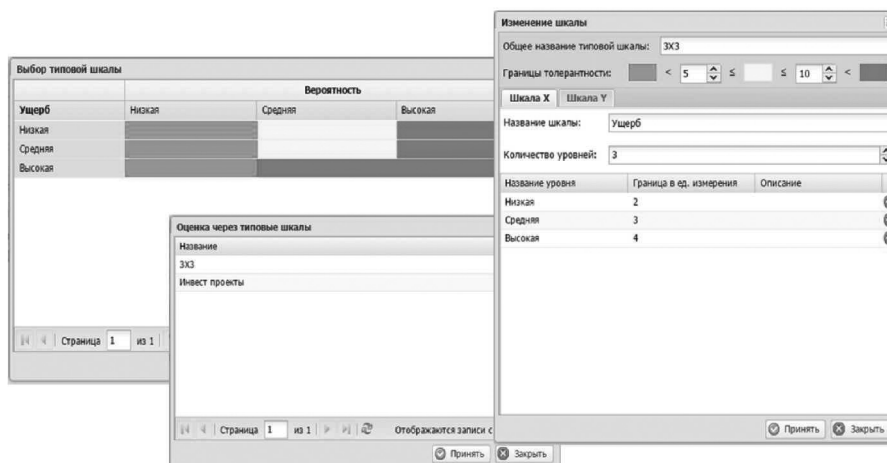 Выбор типовой шкалы
Вероятность
Ущерб Низкая Средняя Высокая
Низкая
Средняя
Высокая
Страница 1 из 1
Оценка через типовые шкалы
Название
3X3
Инвест проекты
Страница 1 из 1 Отображаются записи с
Принять Закрыть
Изменение шкалы
Общее название типовой шкалы: 3X3
Границы толерантности: < 5 ≤ ≤ 10 <
Шкала X Шкала Y
Название шкалы: Ущерб
Количество уровней: 3
Название уровня Граница в ед. измерения Описание
Низкая 2
Средняя 3
Высокая 4
Принять Закрыть